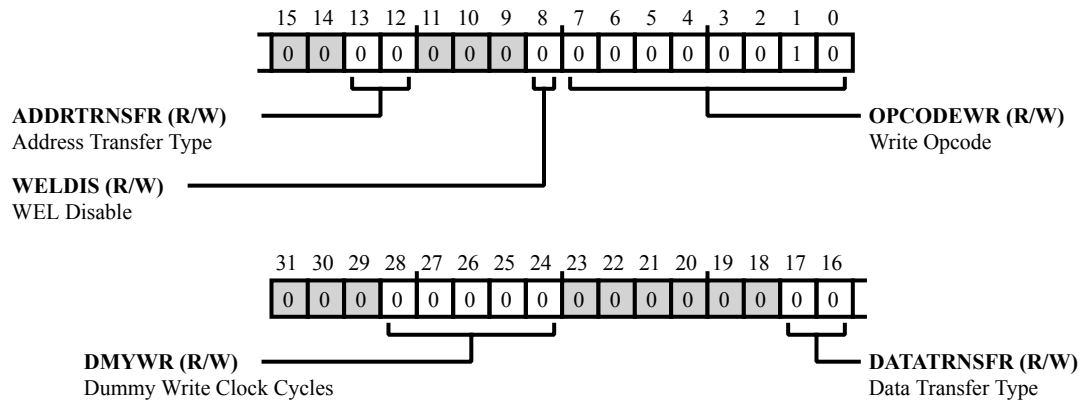 15 14 13 12 11 10 9 8 7 6 5 4 3 2 1 0
0 0 0 0 0 0 0 0 0 0 0 0 0 0 1 0
ADDRTRNSFR (R/W)
Address Transfer Type
OPCODEWR (R/W)
Write Opcode
WELDIS (R/W)
WEL Disable
31 30 29 28 27 26 25 24 23 22 21 20 19 18 17 16
0 0 0 0 0 0 0 0 0 0 0 0 0 0 0 0
DMYWR (R/W)
Dummy Write Clock Cycles
DATATRNSFR (R/W)
Data Transfer Type